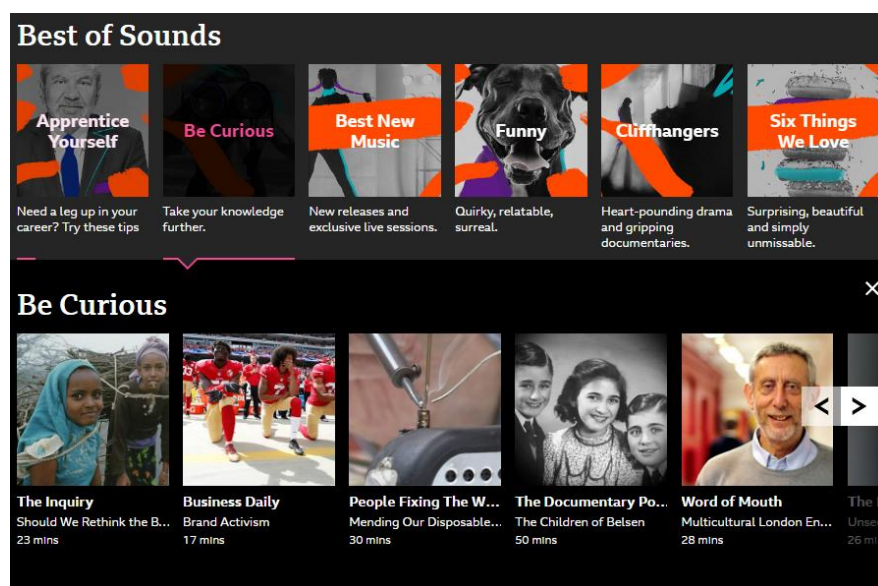 Best of Sounds
Apprentice
Yourself
Be Curious
Best New
Music
Funny
Cliffhangers
Six Things
We Love
Need a leg up in your
career? Try these tips
Take your knowledge
further.
New releases and
exclusive live sessions.
Quirky, relatable,
surreal.
Heart-pounding drama
and gripping
documentaries.
Surprising, beautiful
and simply
unmissable.
Be Curious
The Inquiry
Should We Rethink the B...
23 mins
Business Daily
Brand Activism
17 mins
People Fixing The W...
Mending Our Disposable...
30 mins
The Documentary Po...
The Children of Belsen
50 mins
Word of Mouth
Multicultural London En...
28 mins
The
Unse
26 mi